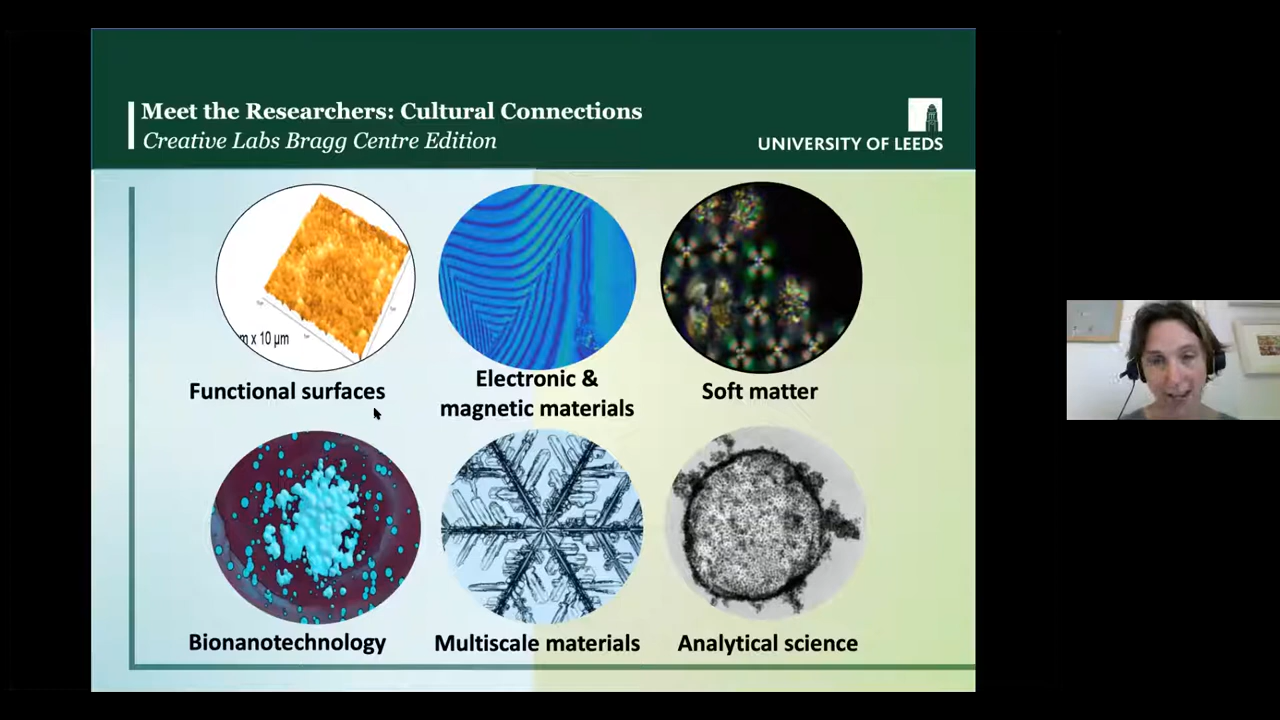 Meet the Researchers: Cultural Connections
Creative Labs Bragg Centre Edition
UNIVERSITY OF LEEDS
m x 10 µm
Functional surfaces
Electronic &
magnetic materials
Soft matter
Bionanotechnology
Multiscale materials
Analytical science